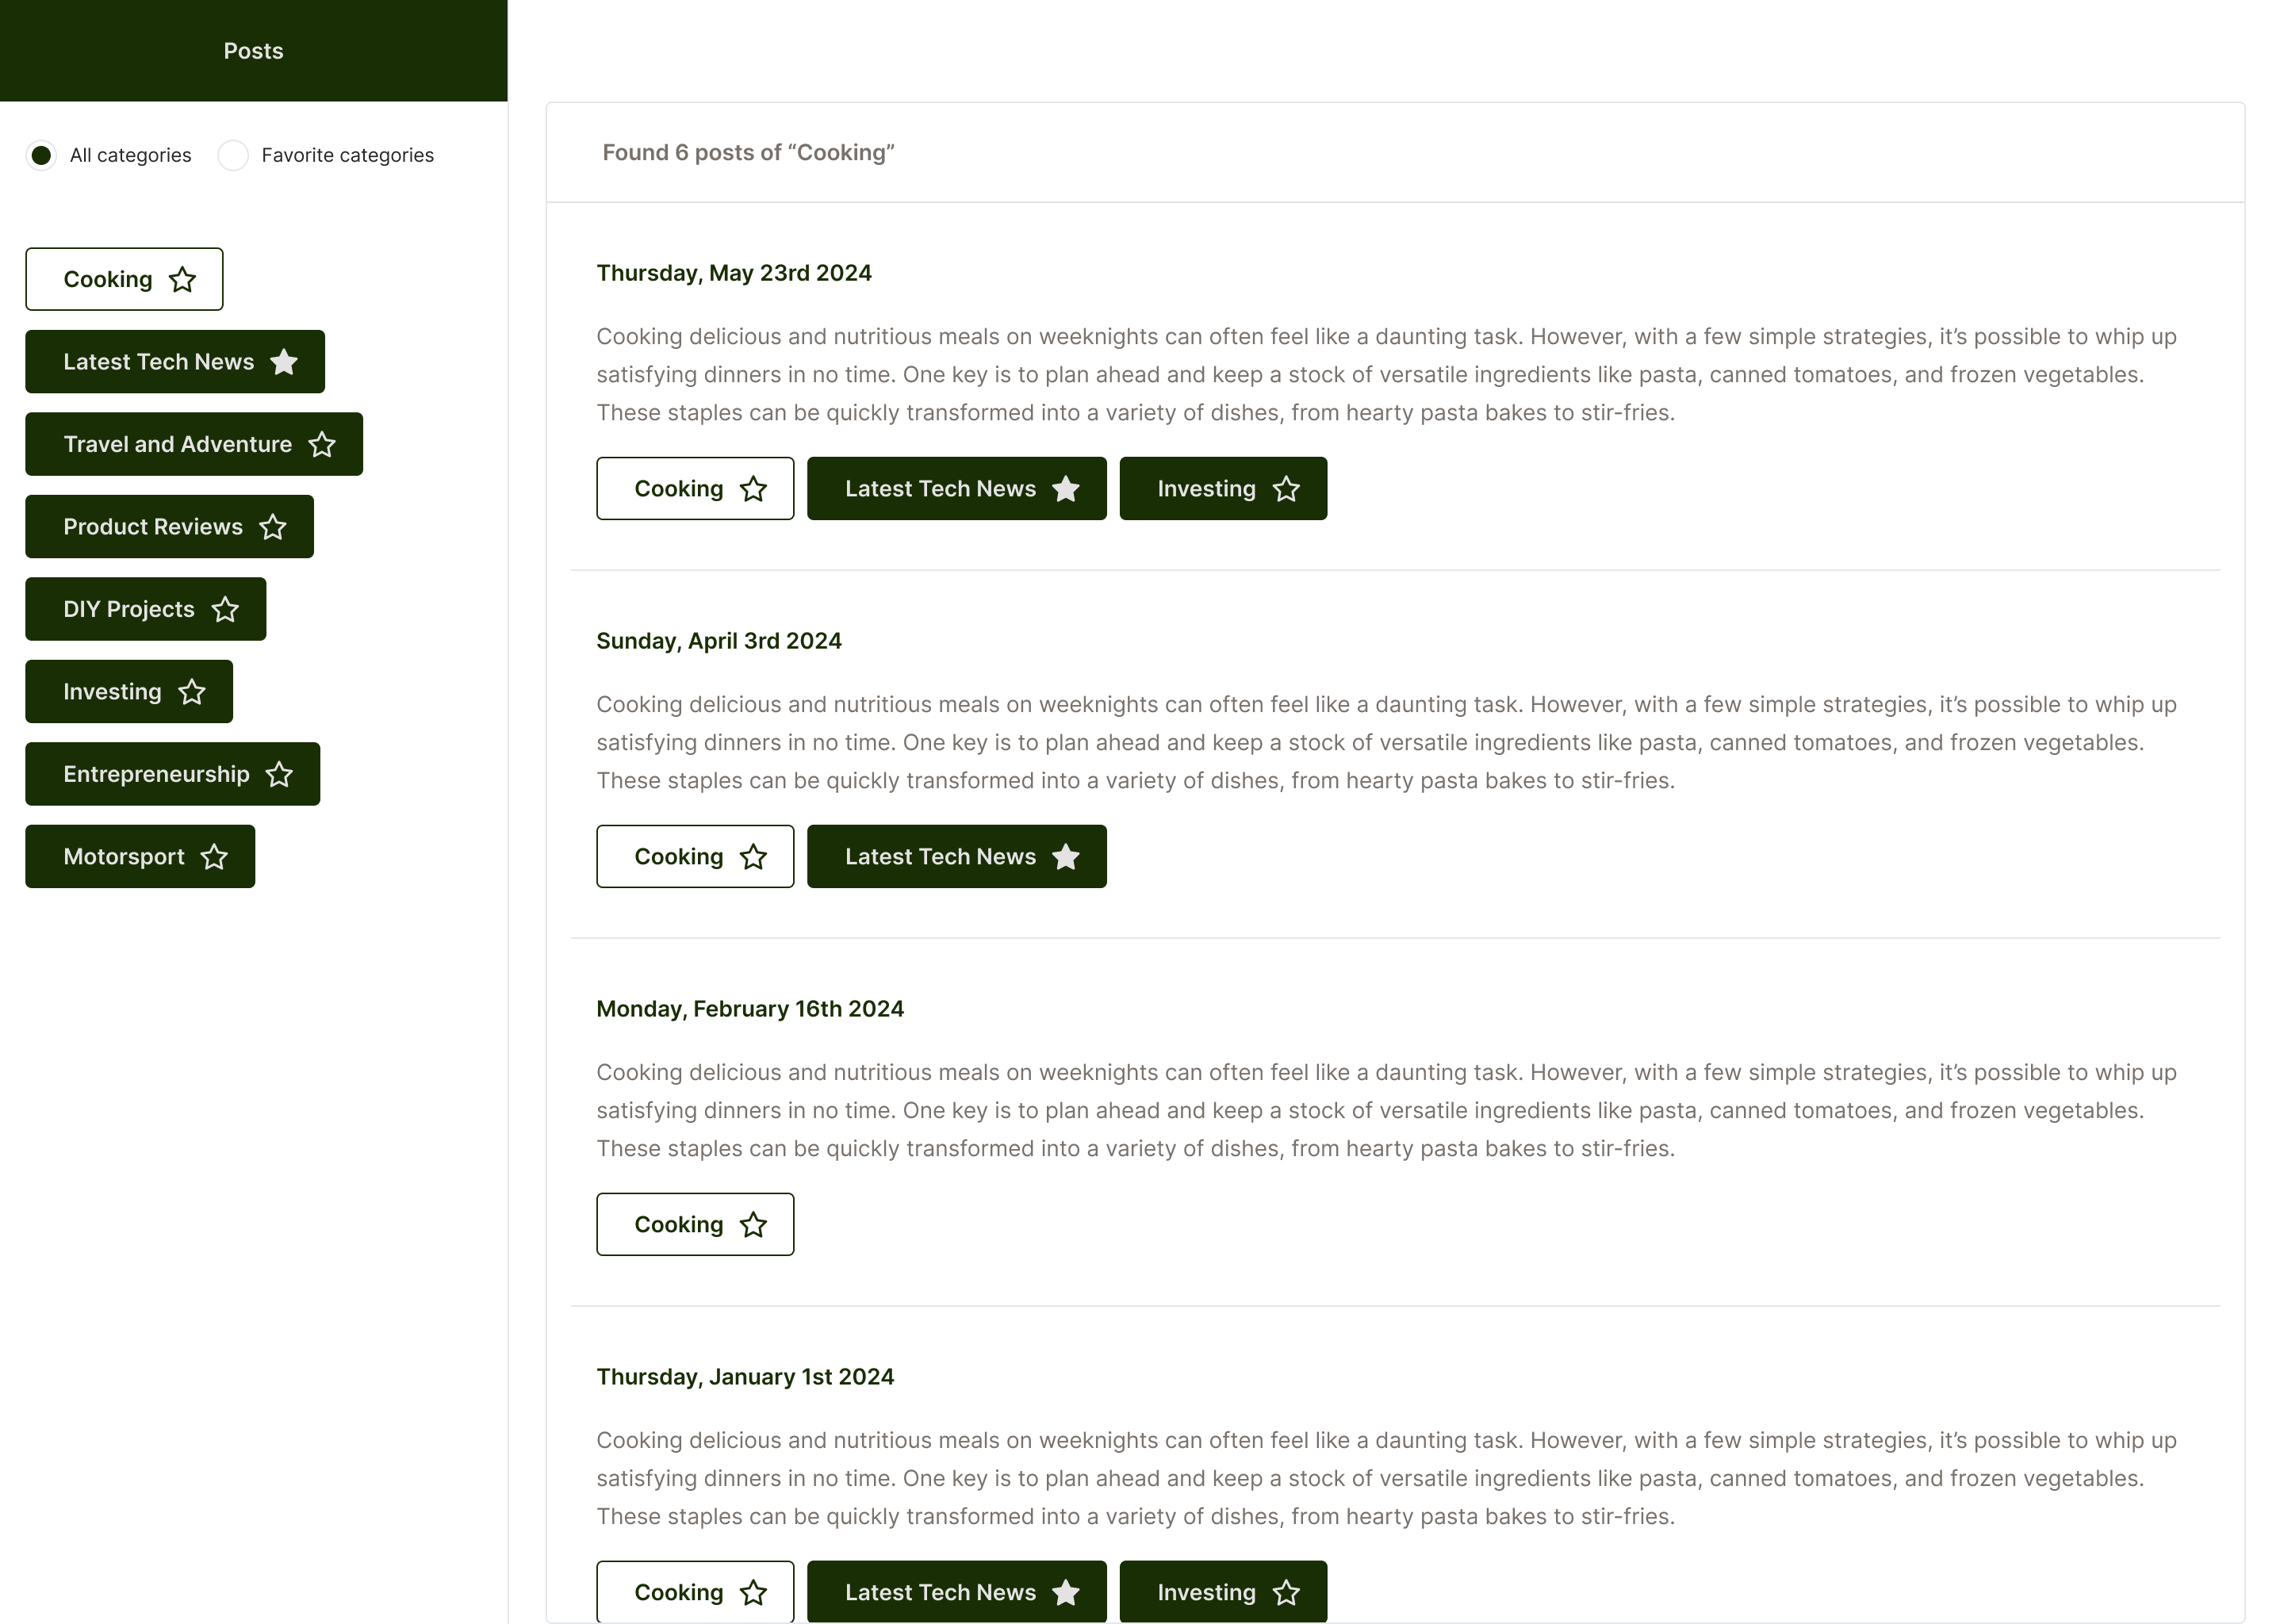 Posts
All categories
Favorite categories
Cooking
Latest Tech News
Travel and Adventure
Product Reviews
DIY Projects
Investing
Entrepreneurship
Motorsport
Found 6 posts of “Cooking”
Thursday, May 23rd 2024
Cooking delicious and nutritious meals on weeknights can often feel like a daunting task. However, with a few simple strategies, it’s possible to whip up
satisfying dinners in no time. One key is to plan ahead and keep a stock of versatile ingredients like pasta, canned tomatoes, and frozen vegetables.
These staples can be quickly transformed into a variety of dishes, from hearty pasta bakes to stir-fries.
Cooking
Latest Tech News
Investing
Sunday, April 3rd 2024
Cooking delicious and nutritious meals on weeknights can often feel like a daunting task. However, with a few simple strategies, it’s possible to whip up
satisfying dinners in no time. One key is to plan ahead and keep a stock of versatile ingredients like pasta, canned tomatoes, and frozen vegetables.
These staples can be quickly transformed into a variety of dishes, from hearty pasta bakes to stir-fries.
Cooking
Latest Tech News
Monday, February 16th 2024
Cooking delicious and nutritious meals on weeknights can often feel like a daunting task. However, with a few simple strategies, it’s possible to whip up
satisfying dinners in no time. One key is to plan ahead and keep a stock of versatile ingredients like pasta, canned tomatoes, and frozen vegetables.
These staples can be quickly transformed into a variety of dishes, from hearty pasta bakes to stir-fries.
Cooking
Thursday, January 1st 2024
Cooking delicious and nutritious meals on weeknights can often feel like a daunting task. However, with a few simple strategies, it’s possible to whip up
satisfying dinners in no time. One key is to plan ahead and keep a stock of versatile ingredients like pasta, canned tomatoes, and frozen vegetables.
These staples can be quickly transformed into a variety of dishes, from hearty pasta bakes to stir-fries.
Cooking
Latest Tech News
Investing